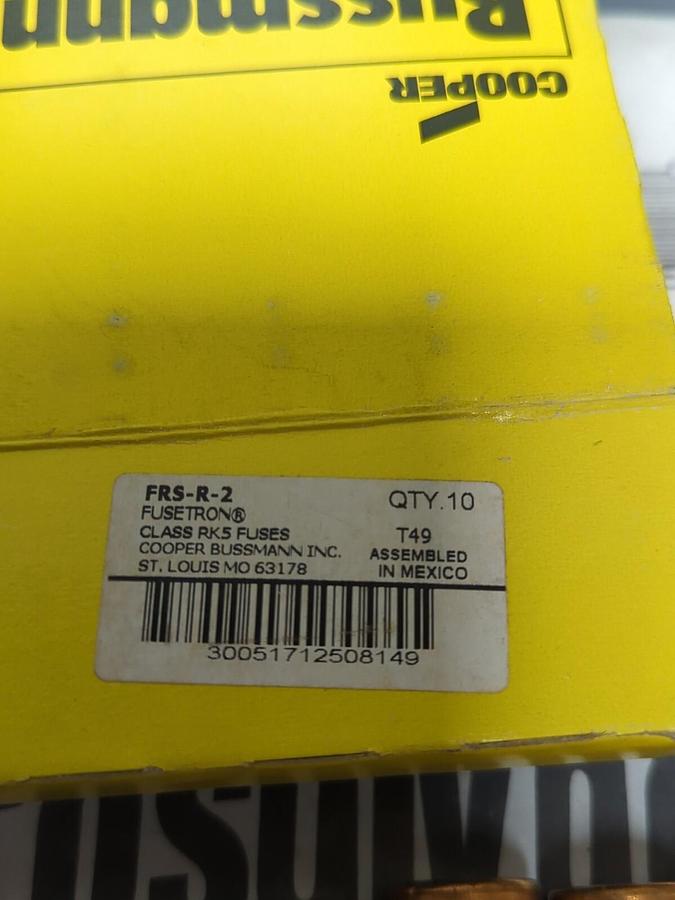 Bussmann
COOPER
FRS-R-2
QTY.10
FUSETRON®
CLASS RK5 FUSES
T49
COOPER BUSSMANN INC.
ASSEMBLED
ST. LOUIS MO 63178
IN MEXICO
30051712508149